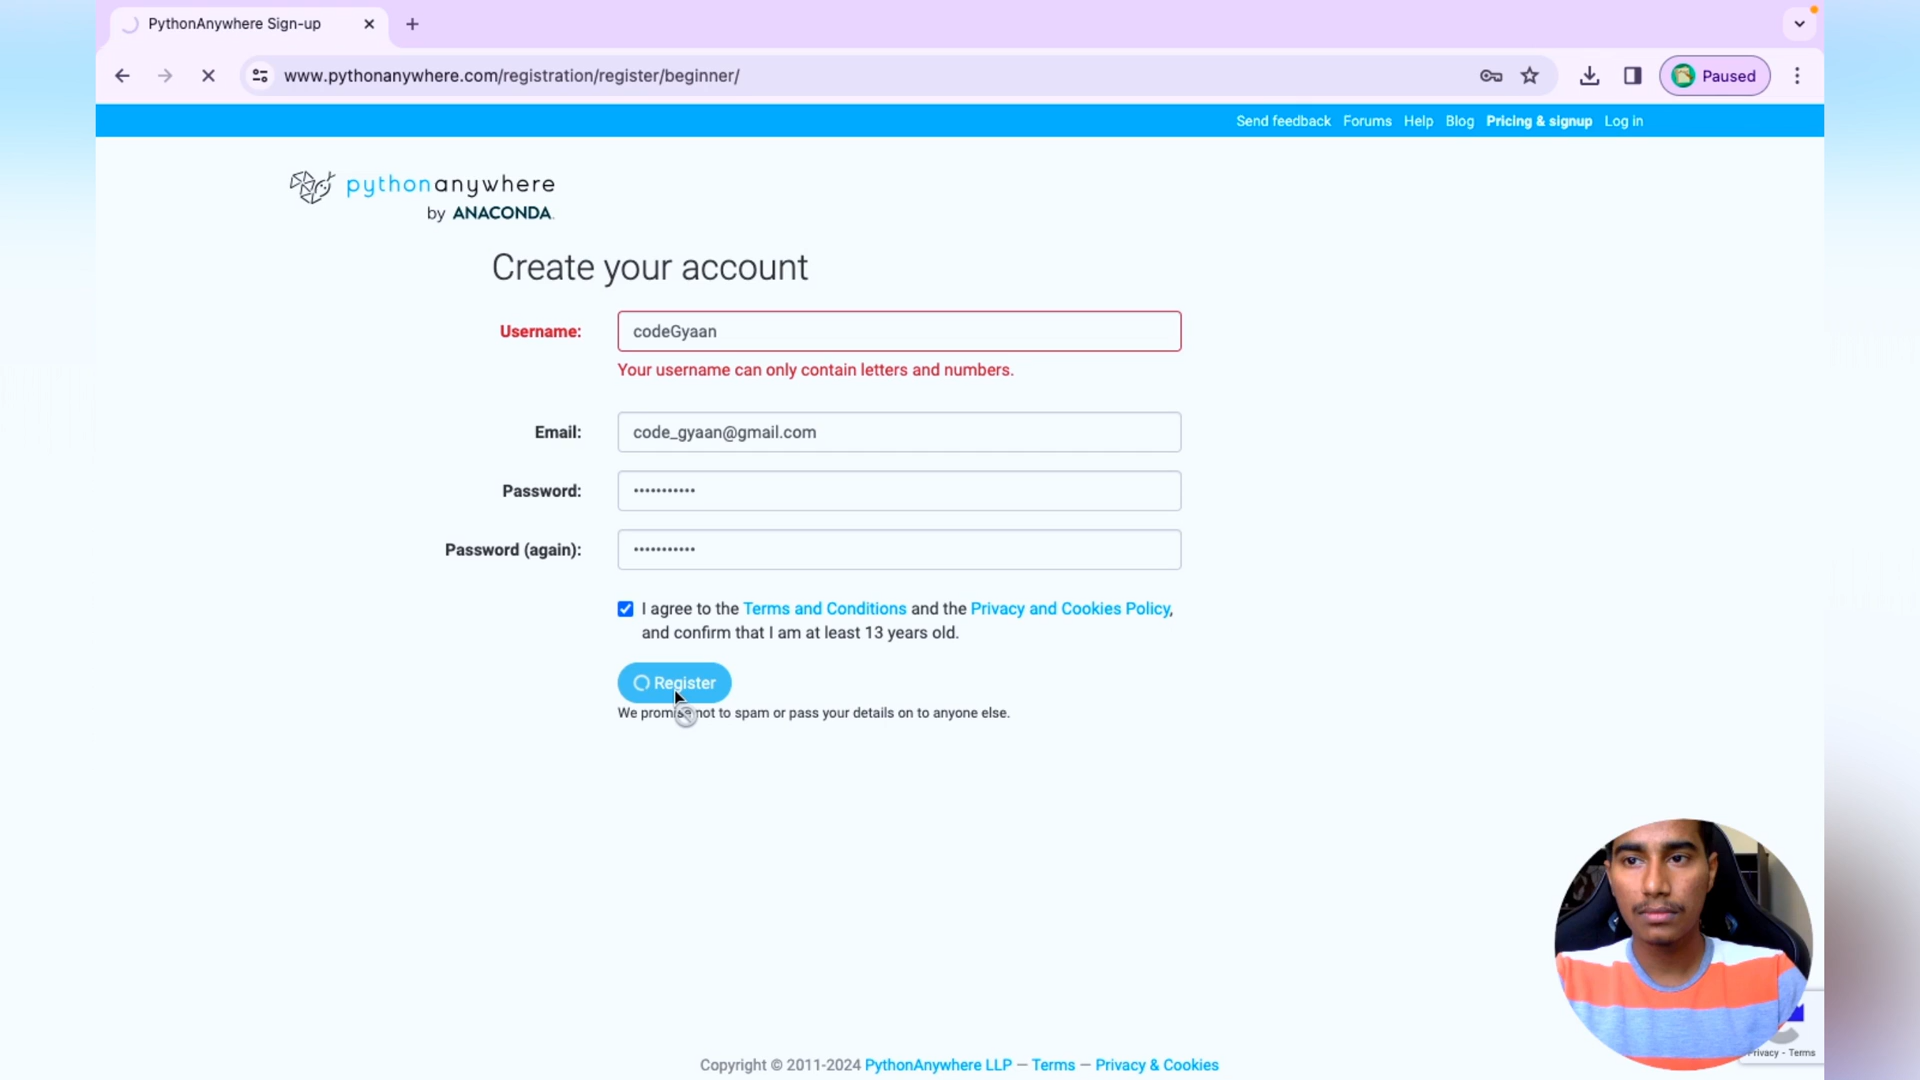 PythonAnywhere Sign-up
www.pythonanywhere.com/registration/register/beginner/
Paused
Send feedback Forums Help Blog Pricing & signup Log in
pythonanywhere
by ANACONDA.
Create your account
Username: codeGyaan
Your username can only contain letters and numbers.
Email: code_gyaan@gmail.com
Password: •••••••••••
Password (again): •••••••••••
I agree to the Terms and Conditions and the Privacy and Cookies Policy,
and confirm that I am at least 13 years old.
Register
We promise not to spam or pass your details on to anyone else.
Privacy - Terms
Copyright © 2011-2024 PythonAnywhere LLP — Terms — Privacy & Cookies